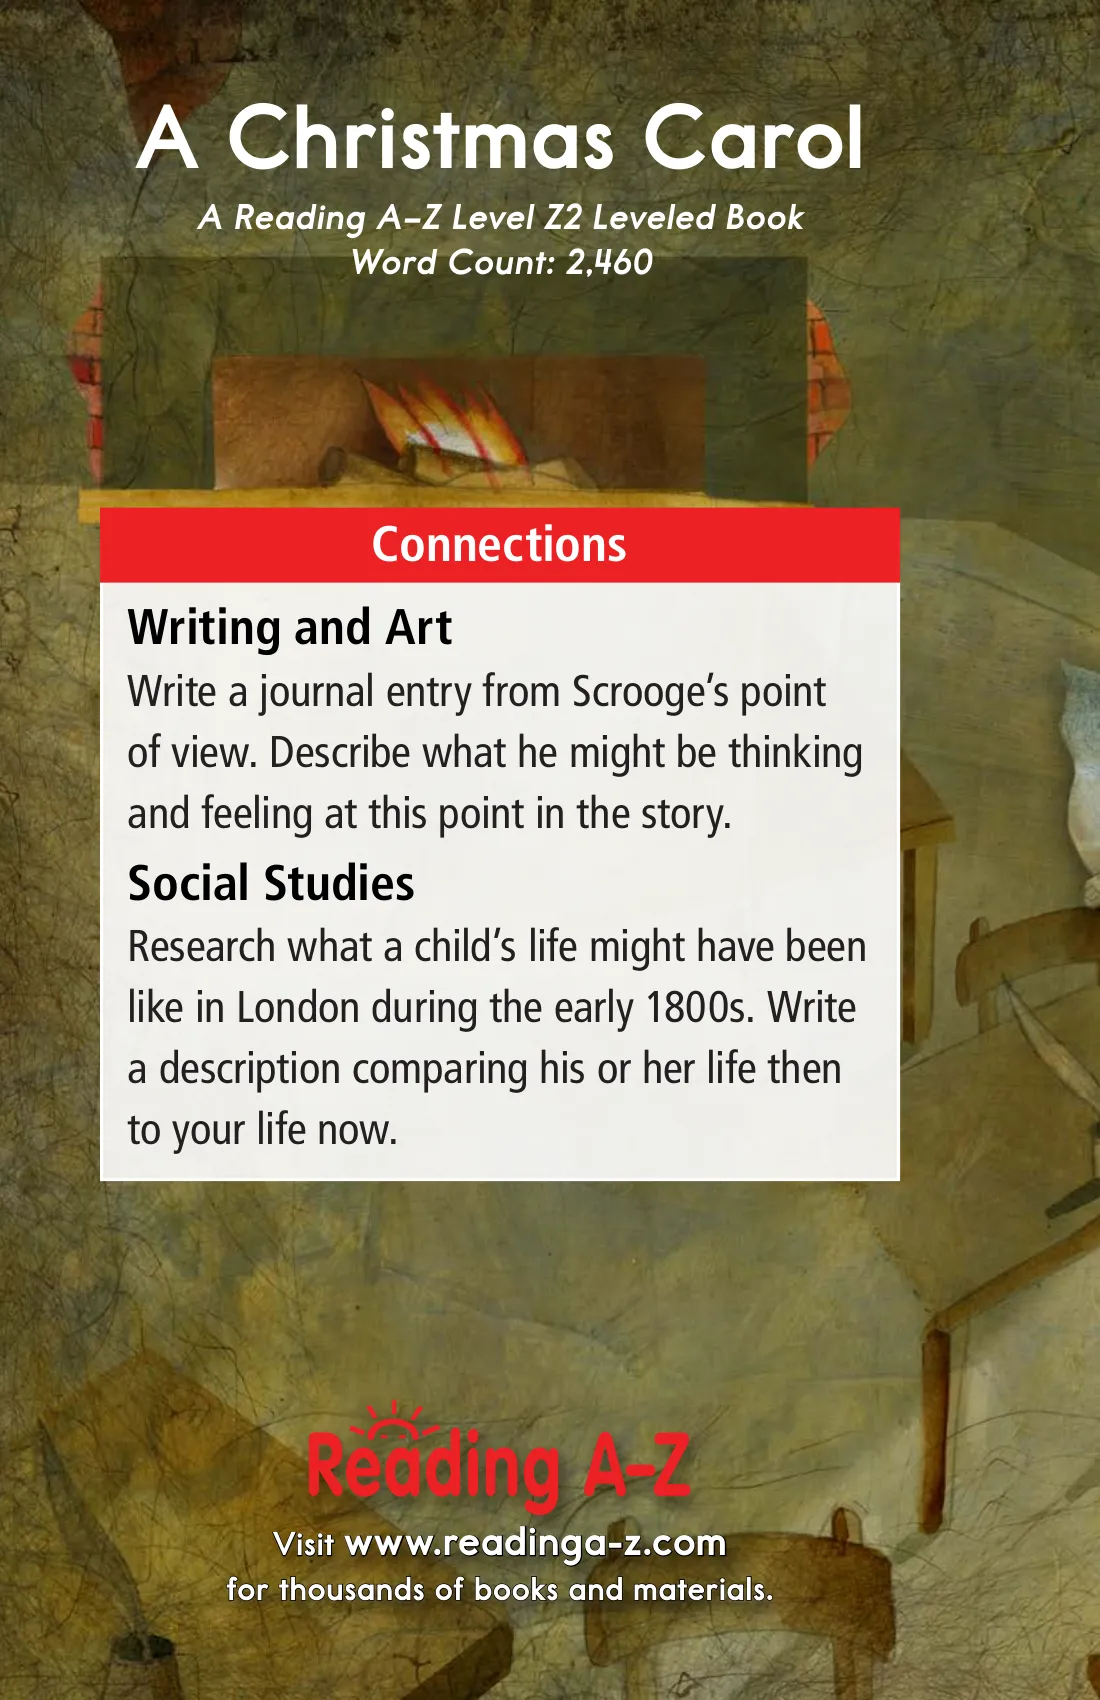 A Christmas Carol
A Reading A–Z Level Z2 Leveled Book
Word Count: 2,460
Connections
Writing and Art
Write a journal entry from Scrooge’s point
of view. Describe what he might be thinking
and feeling at this point in the story.
Social Studies
Research what a child’s life might have been
like in London during the early 1800s. Write
a description comparing his or her life then
to your life now.
Reading A–Z
Visit www.readinga-z.com
for thousands of books and materials.